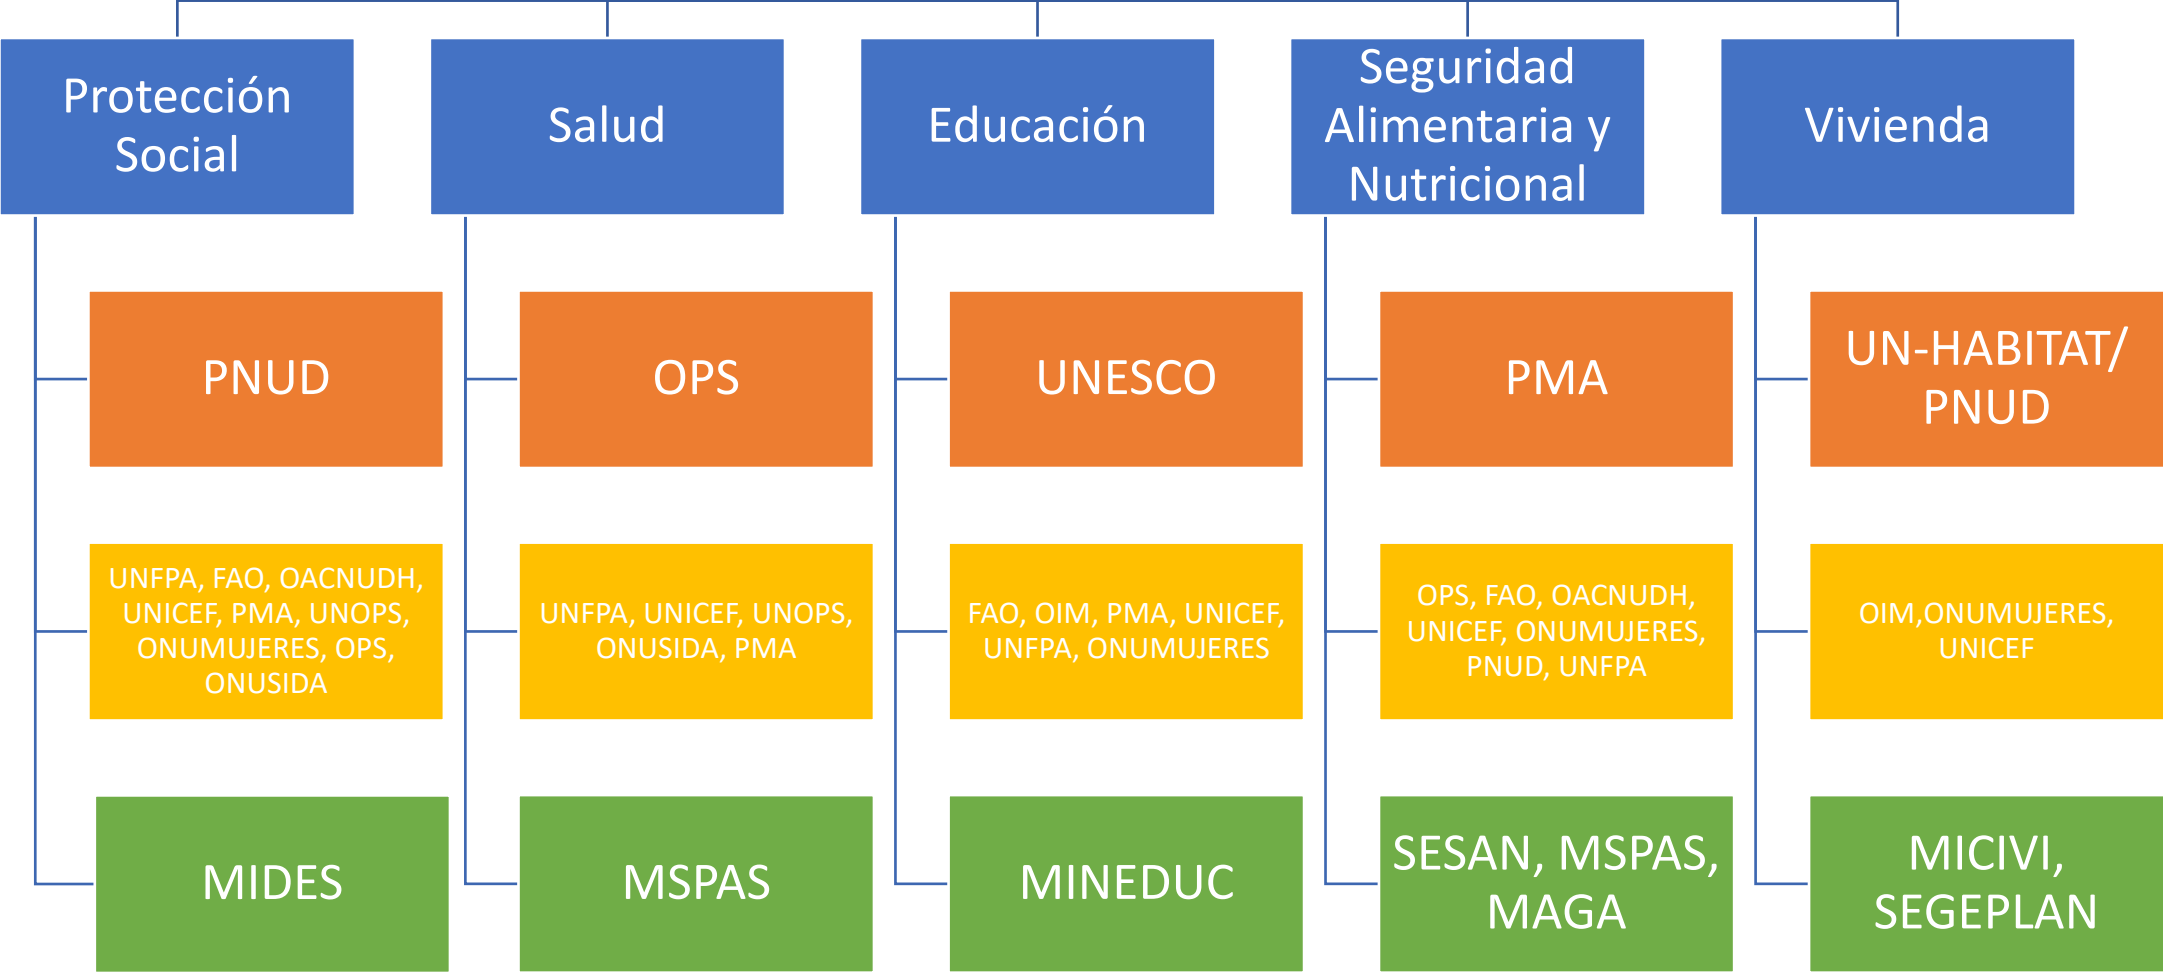 Protección
Social
Salud
Educación
Seguridad
Alimentaria y
Nutricional
Vivienda
PNUD
OPS
UNESCO
PMA
UN-HABITAT/
PNUD
UNFPA, FAO, OACNUDH,
UNICEF, PMA, UNOPS,
ONUMUJERES, OPS,
ONUSIDA
UNFPA, UNICEF, UNOPS,
ONUSIDA, PMA
FAO, OIM, PMA, UNICEF,
UNFPA, ONUMUJERES
OPS, FAO, OACNUDH,
UNICEF, ONUMUJERES,
PNUD, UNFPA
OIM,ONUMUJERES,
UNICEF
MIDES
MSPAS
MINEDUC
SESAN, MSPAS,
MAGA
MICIVI,
SEGEPLAN